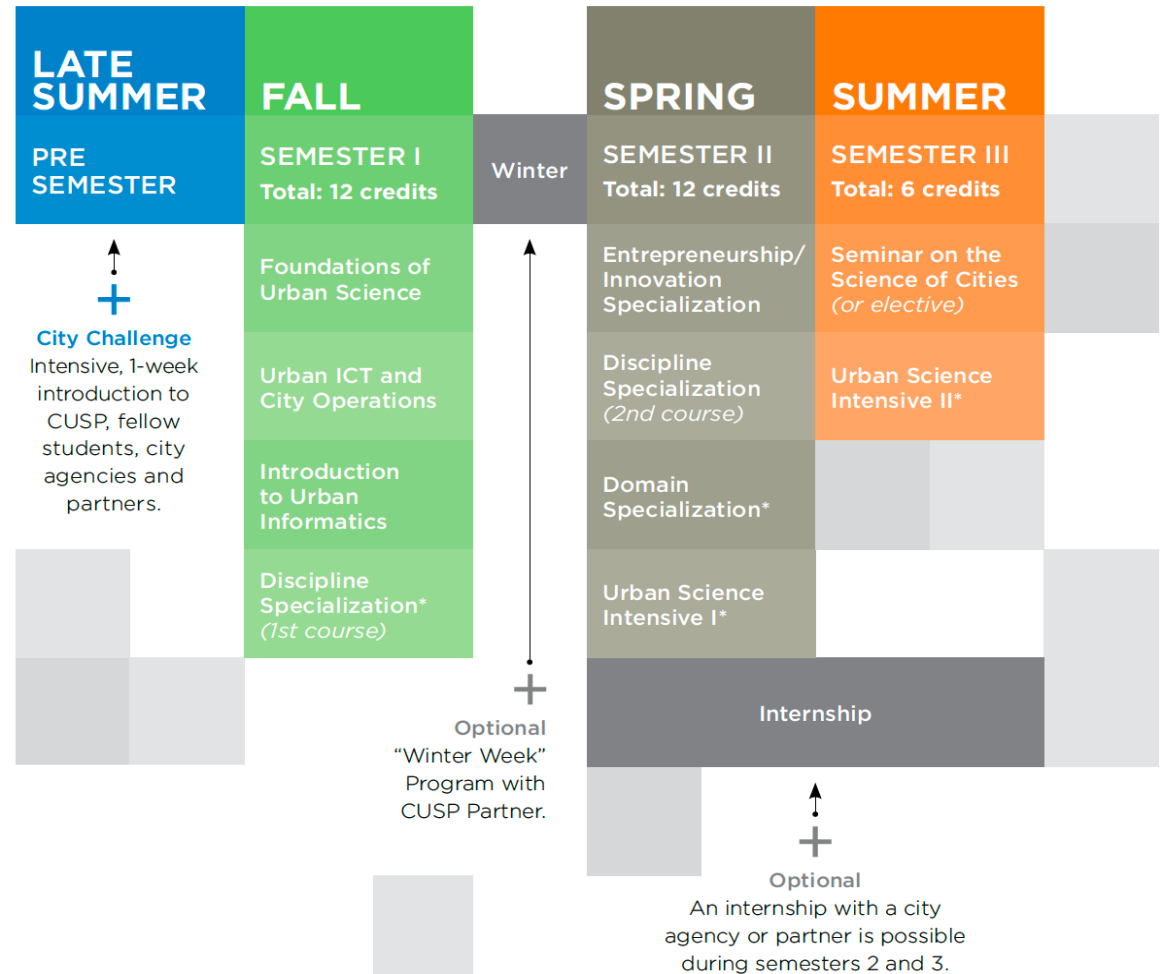 LATE
SUMMER
PRE
SEMESTER
City Challenge
Intensive, 1-week
introduction to
CUSP, fellow
students, city
agencies and
partners.
FALL
SEMESTER I
Total: 12 credits
Foundations of
Urban Science
Urban ICT and
City Operations
Introduction
to Urban
Informatics
Discipline
Specialization*
(1st course)
Winter
Optional
“Winter Week”
Program with
CUSP Partner.
SPRING
SEMESTER II
Total: 12 credits
Entrepreneurship/
Innovation
Specialization
Discipline
Specialization
(2nd course)
Domain
Specialization*
Urban Science
Intensive I*
SUMMER
SEMESTER III
Total: 6 credits
Seminar on the
Science of Cities
(or elective)
Urban Science
Intensive II*
Internship
Optional
An internship with a city
agency or partner is possible
during semesters 2 and 3.